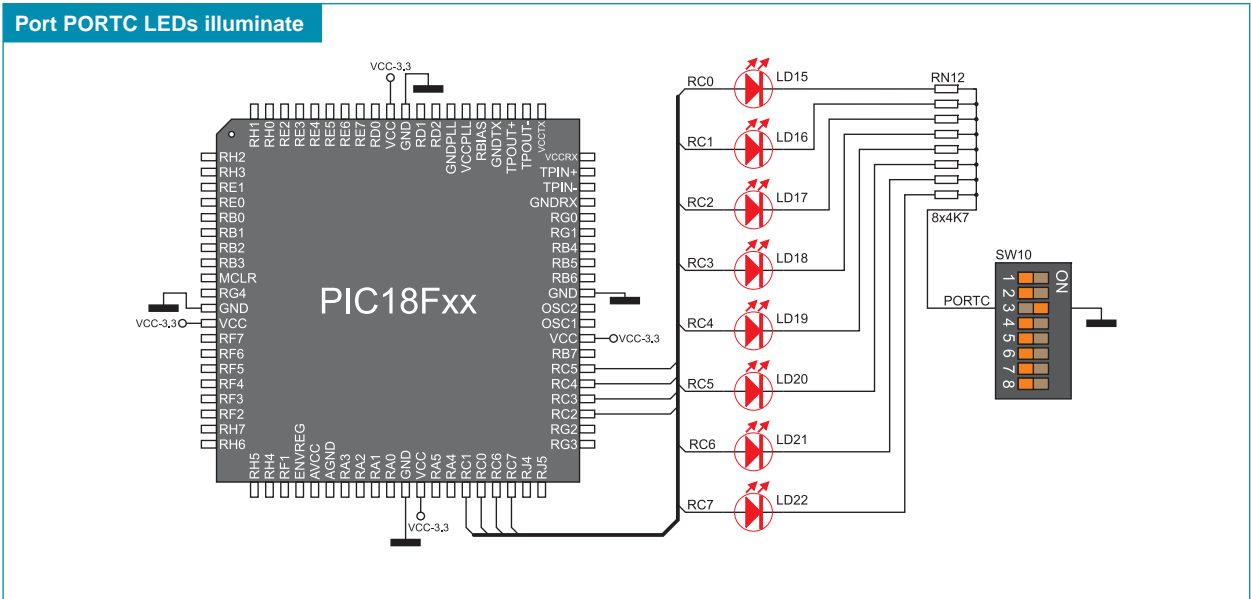 Port PORTC LEDs illuminate
VCC-3.3
RH1
RH0
RE2
RE3
RE4
RE5
RE6
RE7
RD0
VCC
GND
RD1
RD2
GNDPLL
VCCPLL
RBIAS
GNDTX
TPOUT+
TPOUT-
VCCTX
RH2
RH3
RE1
RE0
RB0
RB1
RB2
RB3
MCLR
RG4
GND
VCC
RF7
RF6
RF5
RF4
RF3
RF2
RH7
RH6
VCC-3.3
PIC18Fxx
VCCRX
TPIN+
TPIN-
GNDRX
RG0
RG1
RB4
RB5
RB6
GND
OSC2
OSC1
VCC
RB7
RC5
RC4
RC3
RC2
RG2
RG3
VCC-3.3
RH5
RH4
RF1
ENVREG
AVCC
AGND
RA3
RA2
RA1
RA0
GND
VCC
RA5
RA4
RC1
RC0
RC6
RC7
RJ4
RJ5
VCC-3.3
RC0
LD15
RC1
LD16
RC2
LD17
RC3
LD18
RC4
LD19
RC5
LD20
RC6
LD21
RC7
LD22
RN12
8x4K7
SW10
PORTC
ON
1
2
3
4
5
6
7
8